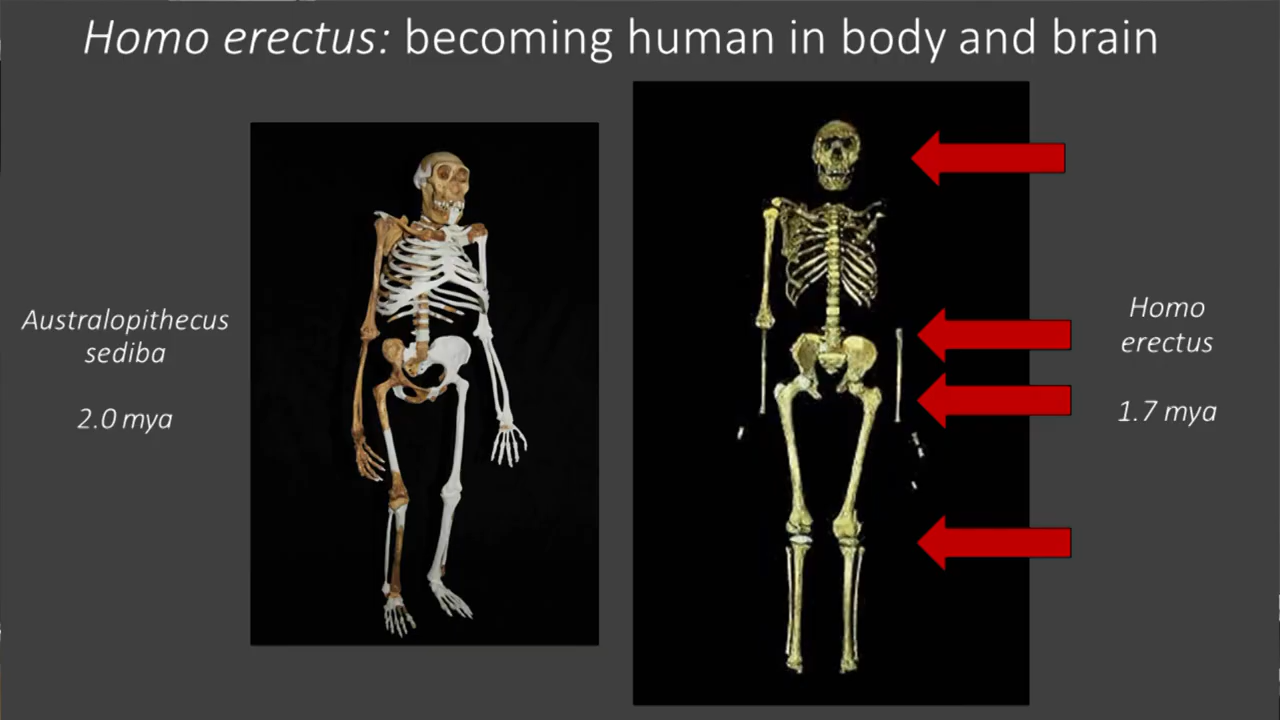 Homo erectus: becoming human in body and brain
Australopithecus
sediba
2.0 mya
Homo
erectus
1.7 mya